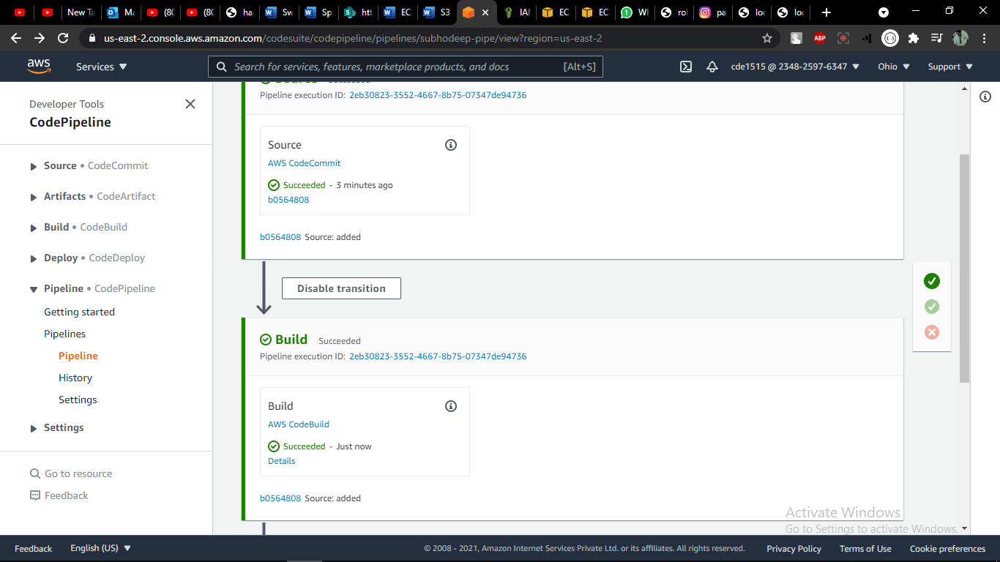 New Ta
Ma
(80
(80
ha
Sw
Sp
htt
EC
S3
IAI
EC
EC
WI
ro
pa
loc
loc
us-east-2.console.aws.amazon.com/codesuite/codepipeline/pipelines/subhodeep-pipe/view?region=us-east-2
ABP
aws
Services
Search for services, features, marketplace products, and docs
[Alt+S]
cde1515 @ 2348-2597-6347
Ohio
Support
Developer Tools
CodePipeline
Source • CodeCommit
Artifacts • CodeArtifact
Build • CodeBuild
Deploy • CodeDeploy
Pipeline • CodePipeline
Getting started
Pipelines
Pipeline
History
Settings
Settings
Go to resource
Feedback
Pipeline execution ID: 2eb30823-3552-4667-8b75-07347de94736
Source
AWS CodeCommit
Succeeded - 3 minutes ago
b0564808
b0564808 Source: added
Disable transition
Build Succeeded
Pipeline execution ID: 2eb30823-3552-4667-8b75-07347de94736
Build
AWS CodeBuild
Succeeded - Just now
Details
b0564808 Source: added
Activate Windows
Go to Settings to activate Windows.
Feedback
English (US)
© 2008 - 2021, Amazon Internet Services Private Ltd. or its affiliates. All rights reserved.
Privacy Policy
Terms of Use
Cookie preferences